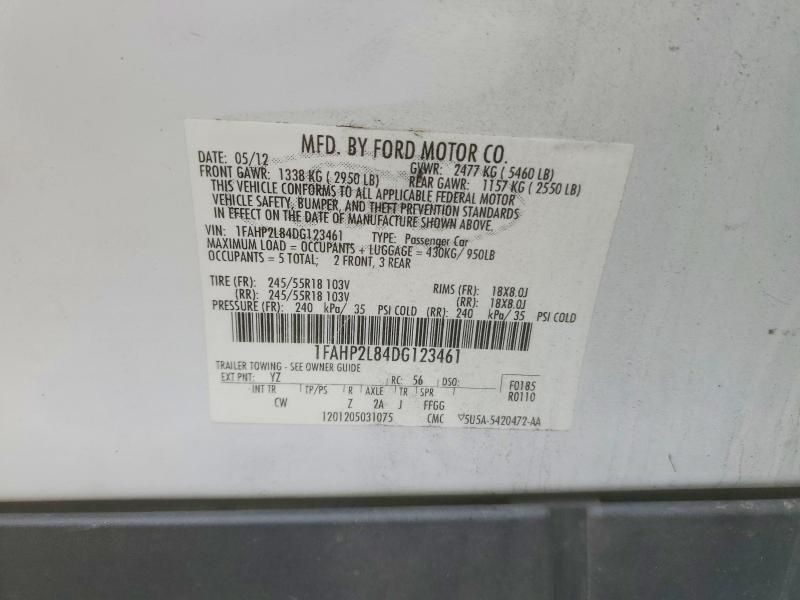 MFD. BY FORD MOTOR CO.
DATE: 05/12 GVWR: 2477 KG ( 5460 LB)
FRONT GAWR: 1338 KG ( 2950 LB) REAR GAWR: 1157 KG ( 2550 LB)
THIS VEHICLE CONFORMS TO ALL APPLICABLE FEDERAL MOTOR
VEHICLE SAFETY, BUMPER, AND THEFT PREVENTION STANDARDS
IN EFFECT ON THE DATE OF MANUFACTURE SHOWN ABOVE.
VIN: 1FAHP2L84DG123461 TYPE: Passenger Car
MAXIMUM LOAD = OCCUPANTS + LUGGAGE = 430KG/ 950LB
OCCUPANTS = 5 TOTAL; 2 FRONT, 3 REAR
TIRE (FR): 245/55R18 103V RIMS (FR): 18X8.0J
(RR): 245/55R18 103V (RR): 18X8.0J
PRESSURE (FR): 240 kPa/ 35 PSI COLD (RR): 240 kPa/ 35 PSI COLD
1FAHP2L84DG123461
TRAILER TOWING - SEE OWNER GUIDE
EXT PNT: YZ RC: 56 DSO: F0185
INT TR TP/PS R AXLE TR SPR R0110
CW Z 2A J FFGG
1201205031075 CMC ▽5U5A-5420472-AA